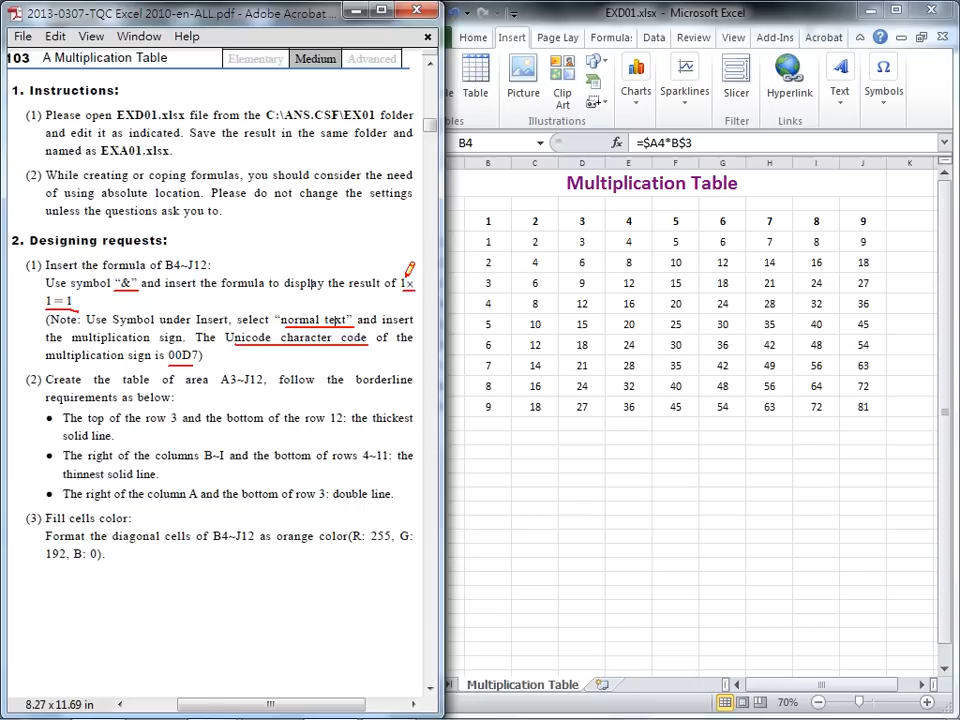 2013-0307-TQC Excel 2010-en-ALL.pdf - Adobe Acrobat
File Edit View Window Help
103 A Multiplication Table Elementary Medium Advanced
1. Instructions:
(1) Please open EXD01.xlsx file from the C:\ANS.CSF\EX01 folder
and edit it as indicated. Save the result in the same folder and
named as EXA01.xlsx.
(2) While creating or coping formulas, you should consider the need
of using absolute location. Please do not change the settings
unless the questions ask you to.
2. Designing requests:
(1) Insert the formula of B4~J12:
Use symbol “&” and insert the formula to display the result of 1×
1=1
(Note: Use Symbol under Insert, select “normal text” and insert
the multiplication sign. The Unicode character code of the
multiplication sign is 00D7)
(2) Create the table of area A3~J12, follow the borderline
requirements as below:
● The top of the row 3 and the bottom of the row 12: the thickest
solid line.
● The right of the columns B~I and the bottom of rows 4~11: the
thinnest solid line.
● The right of the column A and the bottom of row 3: double line.
(3) Fill cells color:
Format the diagonal cells of B4~J12 as orange color(R: 255, G:
192, B: 0).
8.27 x 11.69 in
EXD01.xlsx - Microsoft Excel
Home Insert Page Lay Formula: Data Review View Add-Ins Acrobat
Table Picture Clip Art Charts Sparklines Slicer Hyperlink Text Symbols
Illustrations Filter Links
B4 fx =$A4*B$3
B C D E F G H I J K
Multiplication Table
1 2 3 4 5 6 7 8 9
1 2 3 4 5 6 7 8 9
2 4 6 8 10 12 14 16 18
3 6 9 12 15 18 21 24 27
4 8 12 16 20 24 28 32 36
5 10 15 20 25 30 35 40 45
6 12 18 24 30 36 42 48 54
7 14 21 28 35 42 49 56 63
8 16 24 32 40 48 56 64 72
9 18 27 36 45 54 63 72 81
Multiplication Table
70%